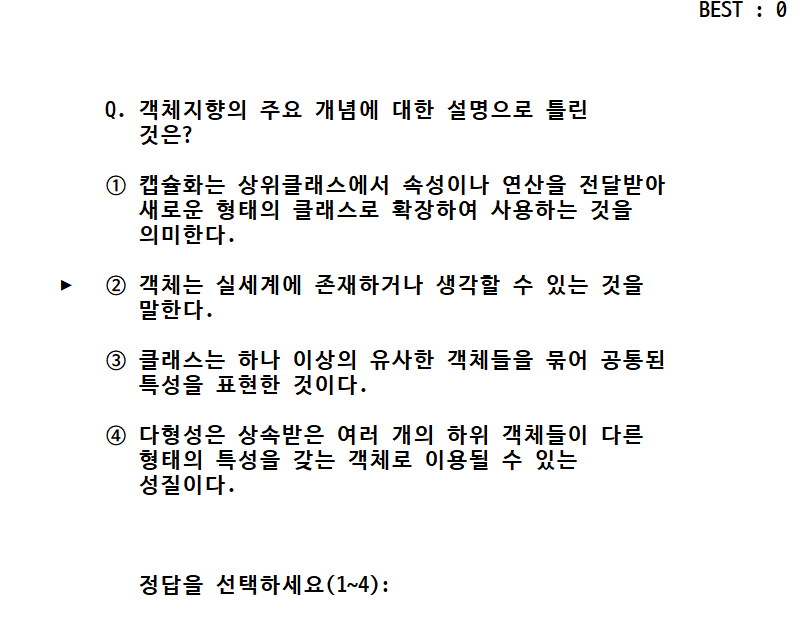 BEST : 0
Q. 객체지향의 주요 개념에 대한 설명으로 틀린
것은?
① 캡슐화는 상위클래스에서 속성이나 연산을 전달받아
새로운 형태의 클래스로 확장하여 사용하는 것을
의미한다.
► ② 객체는 실세계에 존재하거나 생각할 수 있는 것을
말한다.
③ 클래스는 하나 이상의 유사한 객체들을 묶어 공통된
특성을 표현한 것이다.
④ 다형성은 상속받은 여러 개의 하위 객체들이 다른
형태의 특성을 갖는 객체로 이용될 수 있는
성질이다.
정답을 선택하세요(1~4):